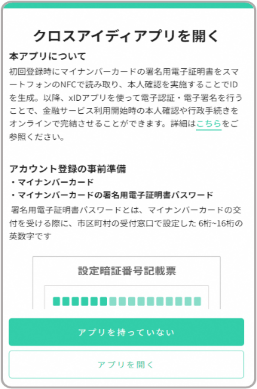 クロスアイディアプリを開く
本アプリについて
初回登録時にマイナンバーカードの署名用電子証明書をスマ
ートフォンのNFCで読み取り、本人確認を実施することでID
を生成。以降、xIDアプリを使って電子認証・電子署名を行う
ことで、金融サービス利用開始時の本人確認や行政手続きを
オンラインで完結させることができます。詳細はこちらをご
参照ください。
アカウント登録の事前準備
・マイナンバーカード
・マイナンバーカードの署名用電子証明書パスワード
署名用電子証明書パスワードとは、マイナンバーカードの交
付を受ける際に、市区町村の受付窓口で設定した 6桁~16桁の
英数字です
設定暗証番号記載票
アプリを持っていない
アプリを開く